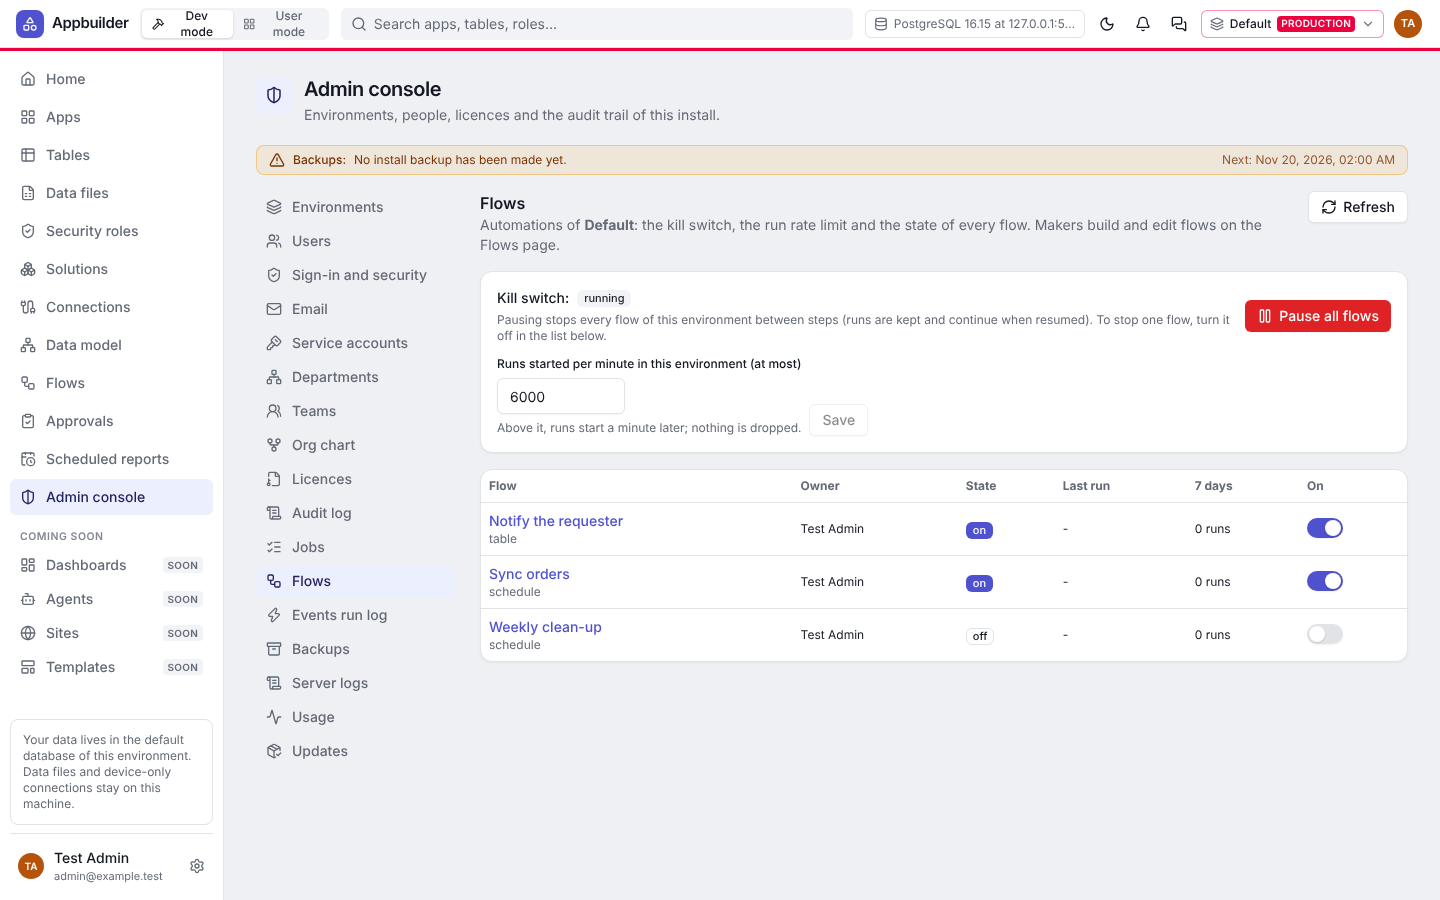 Appbuilder
Dev mode
User mode
Search apps, tables, roles...
PostgreSQL 16.15 at 127.0.0.1:5...
Default PRODUCTION
TA
Home
Apps
Tables
Data files
Security roles
Solutions
Connections
Data model
Flows
Approvals
Scheduled reports
Admin console
COMING SOON
Dashboards SOON
Agents SOON
Sites SOON
Templates SOON
Your data lives in the default
database of this environment.
Data files and device-only
connections stay on this
machine.
TA
Test Admin
admin@example.test
Admin console
Environments, people, licences and the audit trail of this install.
Backups: No install backup has been made yet.
Next: Nov 20, 2026, 02:00 AM
Environments
Users
Sign-in and security
Email
Service accounts
Departments
Teams
Org chart
Licences
Audit log
Jobs
Flows
Events run log
Backups
Server logs
Usage
Updates
Flows
Automations of Default: the kill switch, the run rate limit and the state of every flow. Makers build and edit flows on the
Flows page.
Refresh
Kill switch: running
Pausing stops every flow of this environment between steps (runs are kept and continue when resumed). To stop one flow, turn it
off in the list below.
Pause all flows
Runs started per minute in this environment (at most)
6000
Above it, runs start a minute later; nothing is dropped.
Save
Flow Owner State Last run 7 days On
Notify the requester
table
Test Admin on - 0 runs
Sync orders
schedule
Test Admin on - 0 runs
Weekly clean-up
schedule
Test Admin off - 0 runs